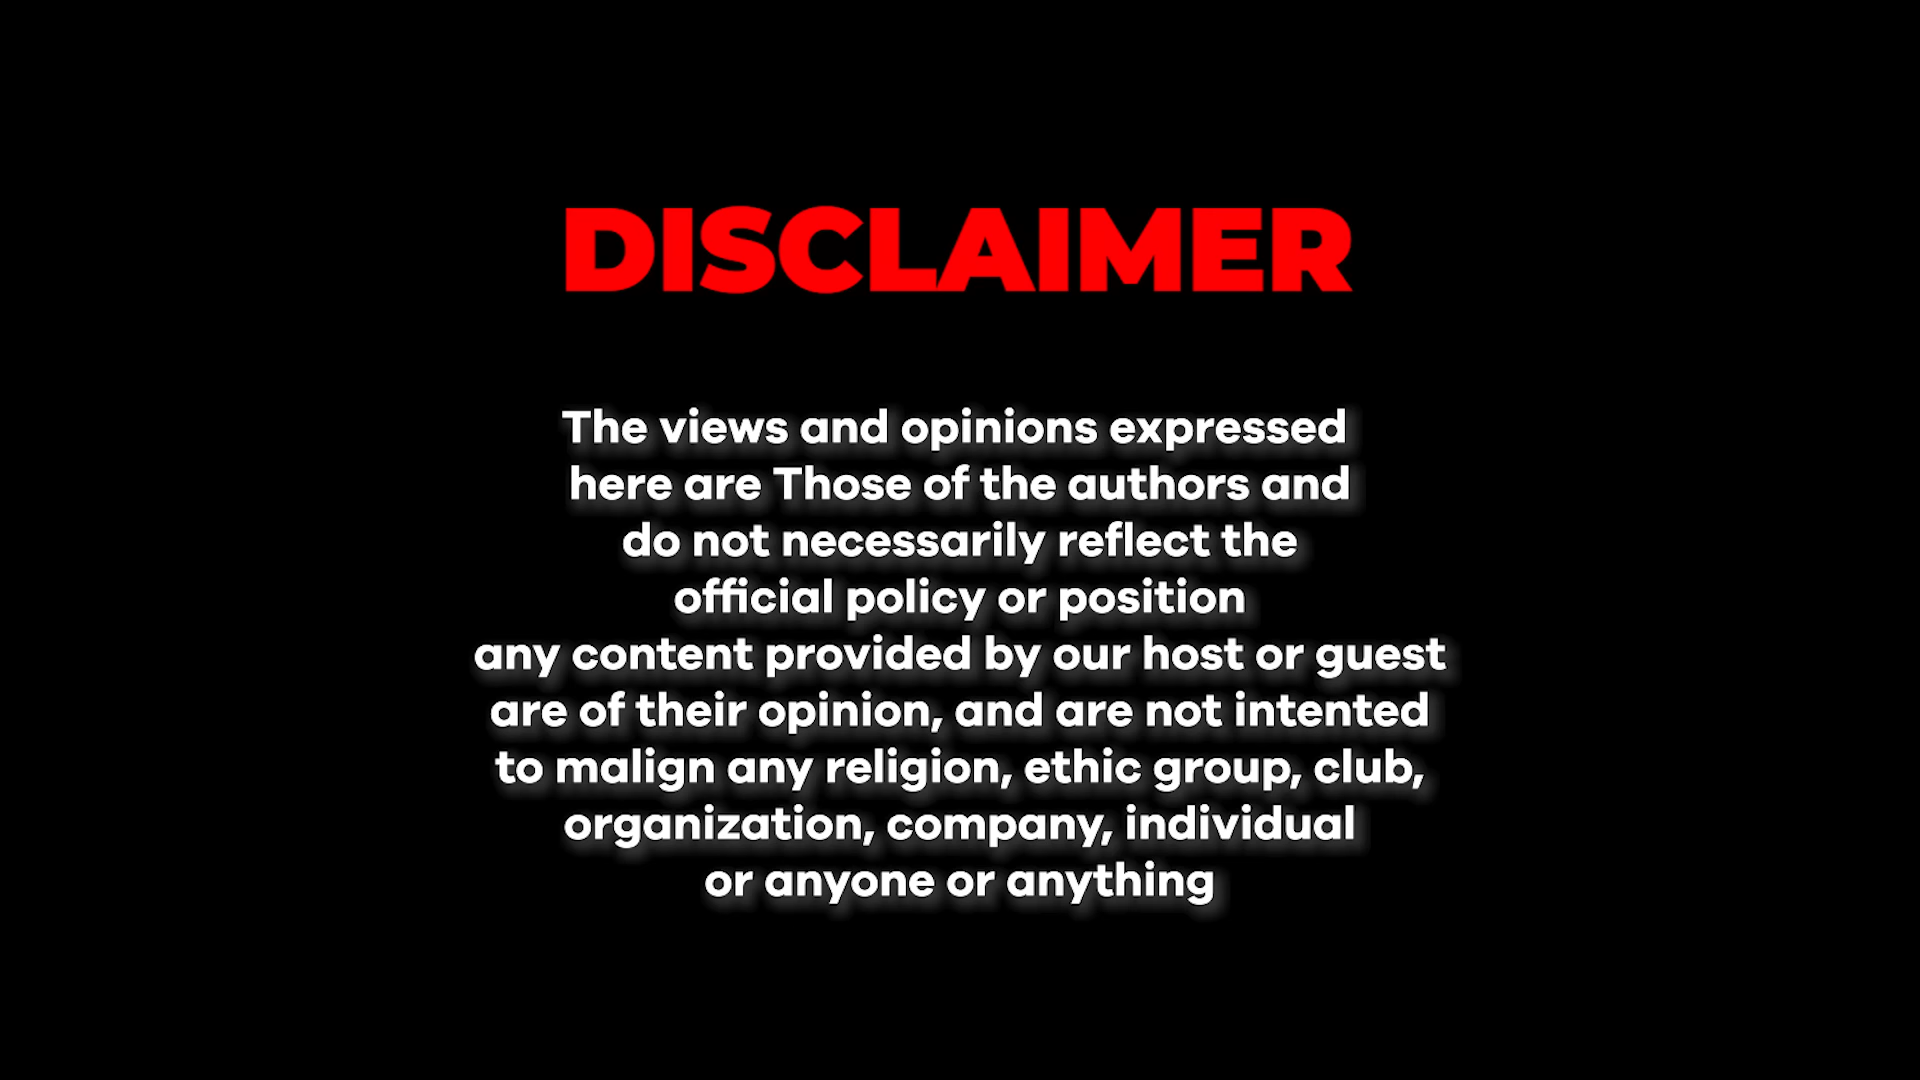 DISCLAIMER
The views and opinions expressed
here are Those of the authors and
do not necessarily reflect the
official policy or position
any content provided by our host or guest
are of their opinion, and are not intented
to malign any religion, ethic group, club,
organization, company, individual
or anyone or anything